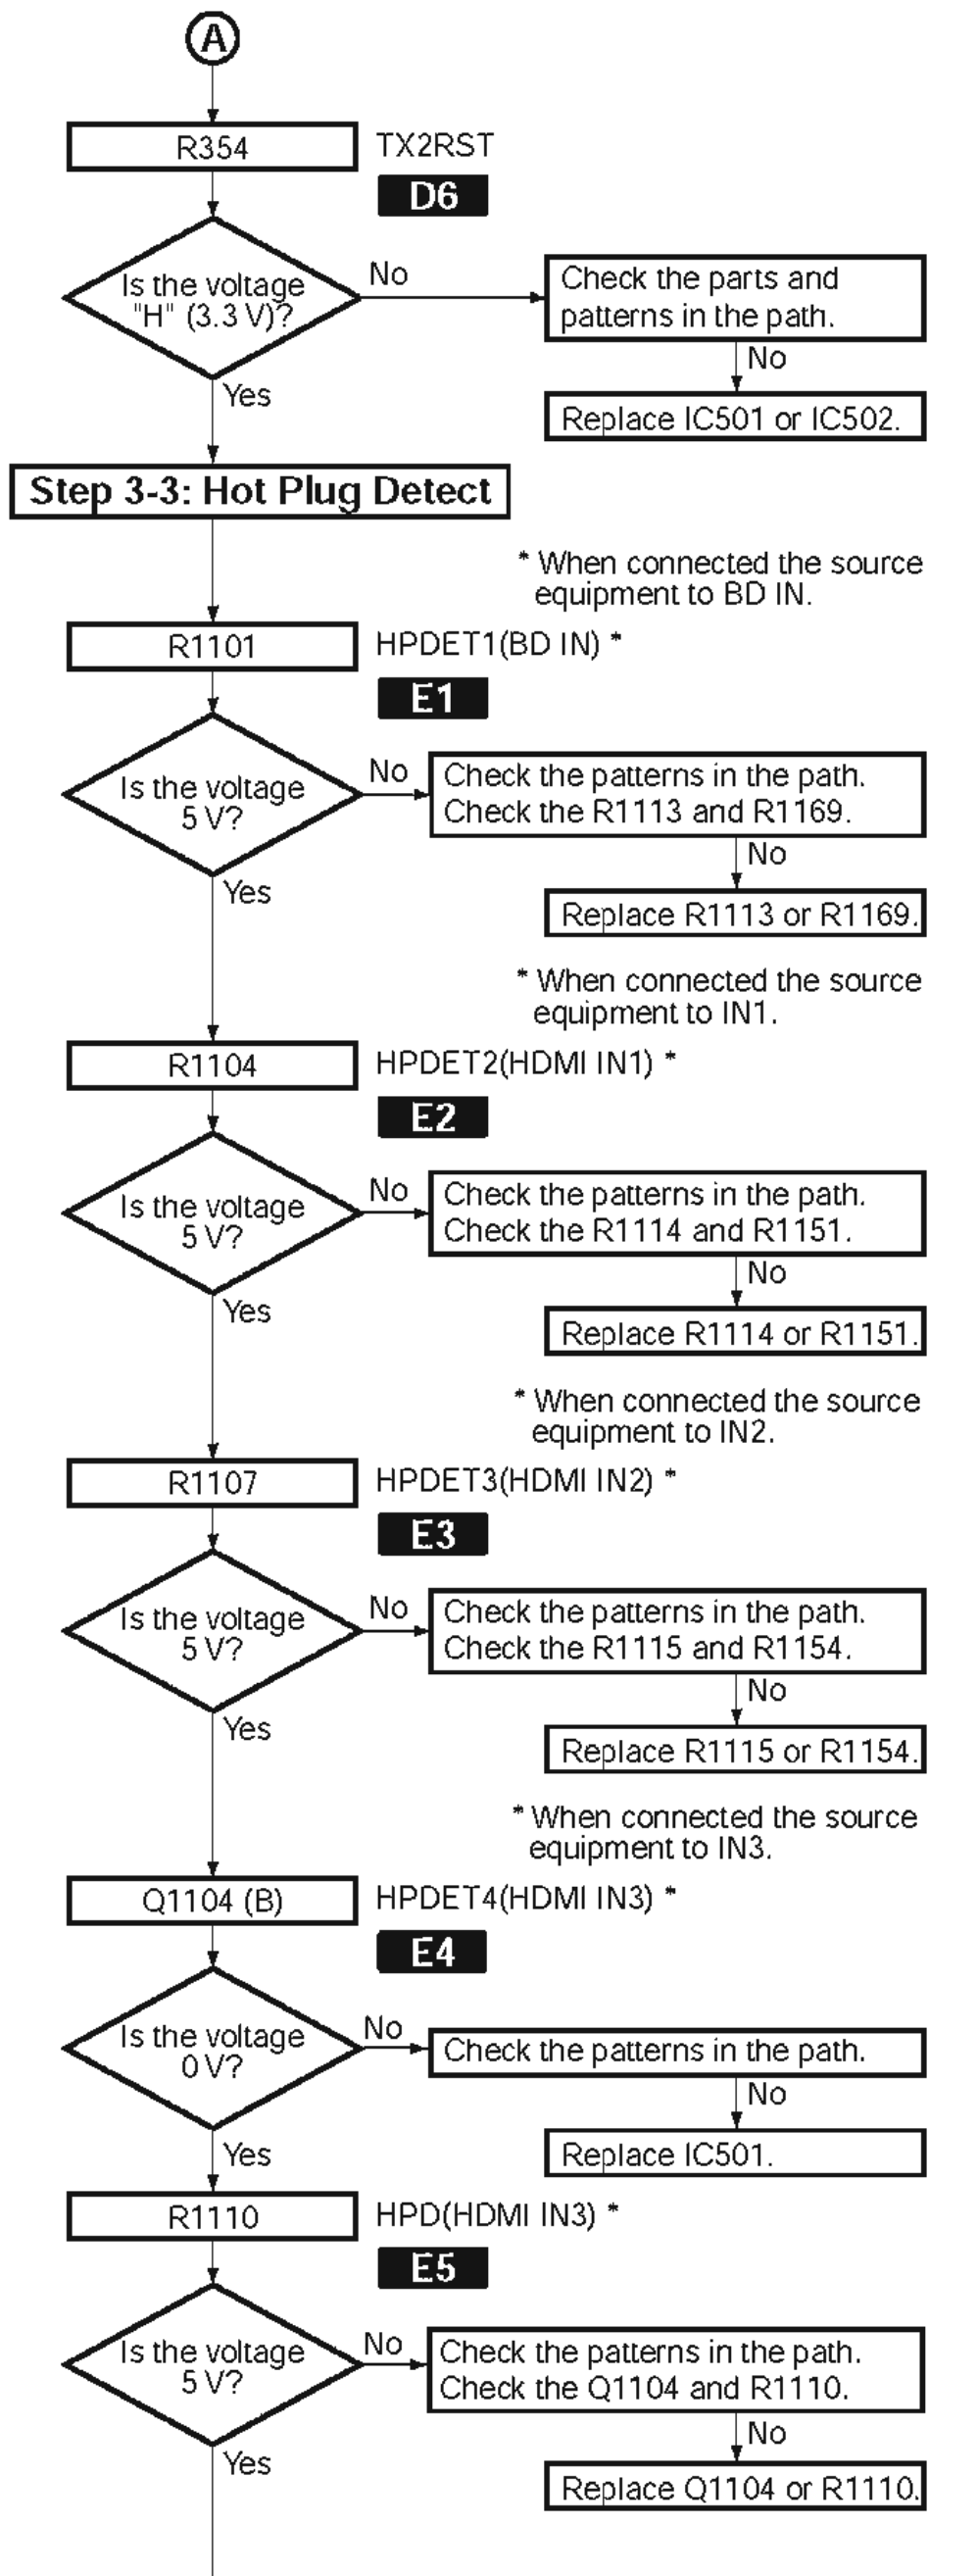 A
R354
TX2RST
D6
Is the voltage
"H" (3.3 V)?
No
Check the parts and
patterns in the path.
No
Replace IC501 or IC502.
Yes
Step 3-3: Hot Plug Detect
* When connected the source
equipment to BD IN.
R1101
HPDET1(BD IN) *
E1
Is the voltage
5 V?
No
Check the patterns in the path.
Check the R1113 and R1169.
No
Replace R1113 or R1169.
Yes
* When connected the source
equipment to IN1.
R1104
HPDET2(HDMI IN1) *
E2
Is the voltage
5 V?
No
Check the patterns in the path.
Check the R1114 and R1151.
No
Replace R1114 or R1151.
Yes
* When connected the source
equipment to IN2.
R1107
HPDET3(HDMI IN2) *
E3
Is the voltage
5 V?
No
Check the patterns in the path.
Check the R1115 and R1154.
No
Replace R1115 or R1154.
Yes
* When connected the source
equipment to IN3.
Q1104 (B)
HPDET4(HDMI IN3) *
E4
Is the voltage
0 V?
No
Check the patterns in the path.
No
Replace IC501.
Yes
R1110
HPD(HDMI IN3) *
E5
Is the voltage
5 V?
No
Check the patterns in the path.
Check the Q1104 and R1110.
No
Replace Q1104 or R1110.
Yes